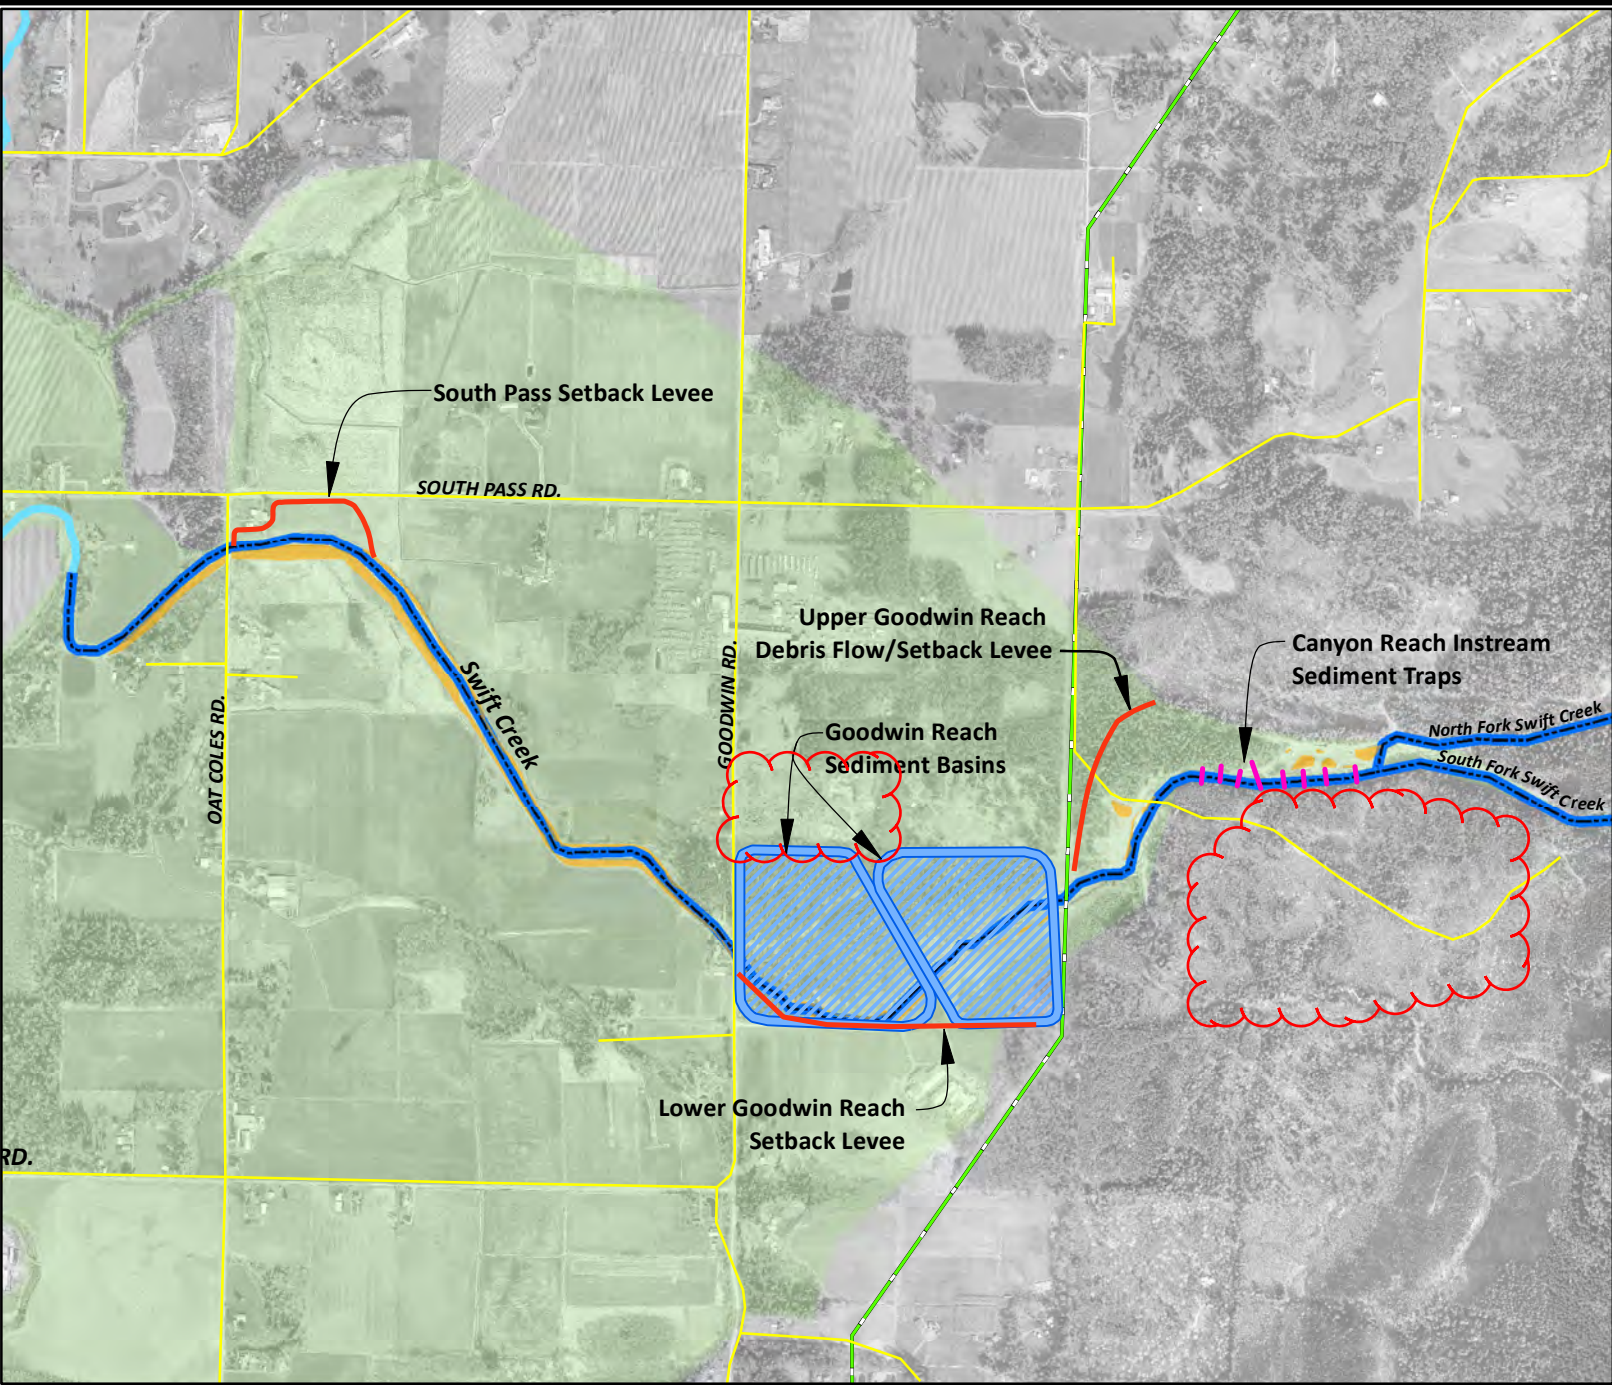 South Pass Setback Levee
SOUTH PASS RD.
Upper Goodwin Reach
Debris Flow/Setback Levee
Canyon Reach Instream
Sediment Traps
Swift Creek
GOODWIN RD.
OAT COLES RD.
North Fork Swift Creek
South Fork Swift Creek
Goodwin Reach
Sediment Basins
Lower Goodwin Reach
Setback Levee
RD.